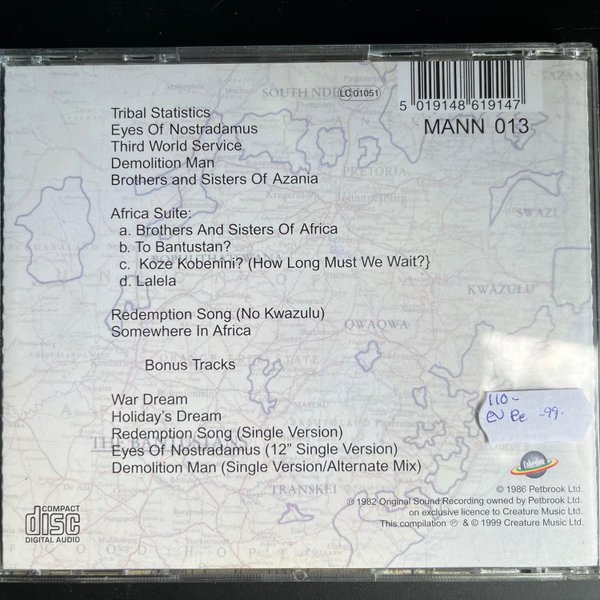 LC 01051
5 019148 619147
MANN 013
Tribal Statistics
Eyes Of Nostradamus
Third World Service
Demolition Man
Brothers and Sisters Of Azania
Africa Suite:
a. Brothers And Sisters Of Africa
b. To Bantustan?
c. Koze Kobenini? (How Long Must We Wait?}
d. Lalela
Redemption Song (No Kwazulu)
Somewhere In Africa
Bonus Tracks
War Dream
Holiday's Dream
Redemption Song (Single Version)
Eyes Of Nostradamus (12" Single Version)
Demolition Man (Single Version/Alternate Mix)
SOUTH
PRETORIA
Johannesburg
SWAZI
KWAZULU
QWAQWA
TRANSKEI
110-
-99-
COMPACT
disc
DIGITAL AUDIO
© 1986 Petbrook Ltd.
℗ 1982 Original Sound Recording owned by Petbrook Ltd.
on exclusive licence to Creature Music Ltd.
This compilation ℗ & © 1999 Creature Music Ltd.